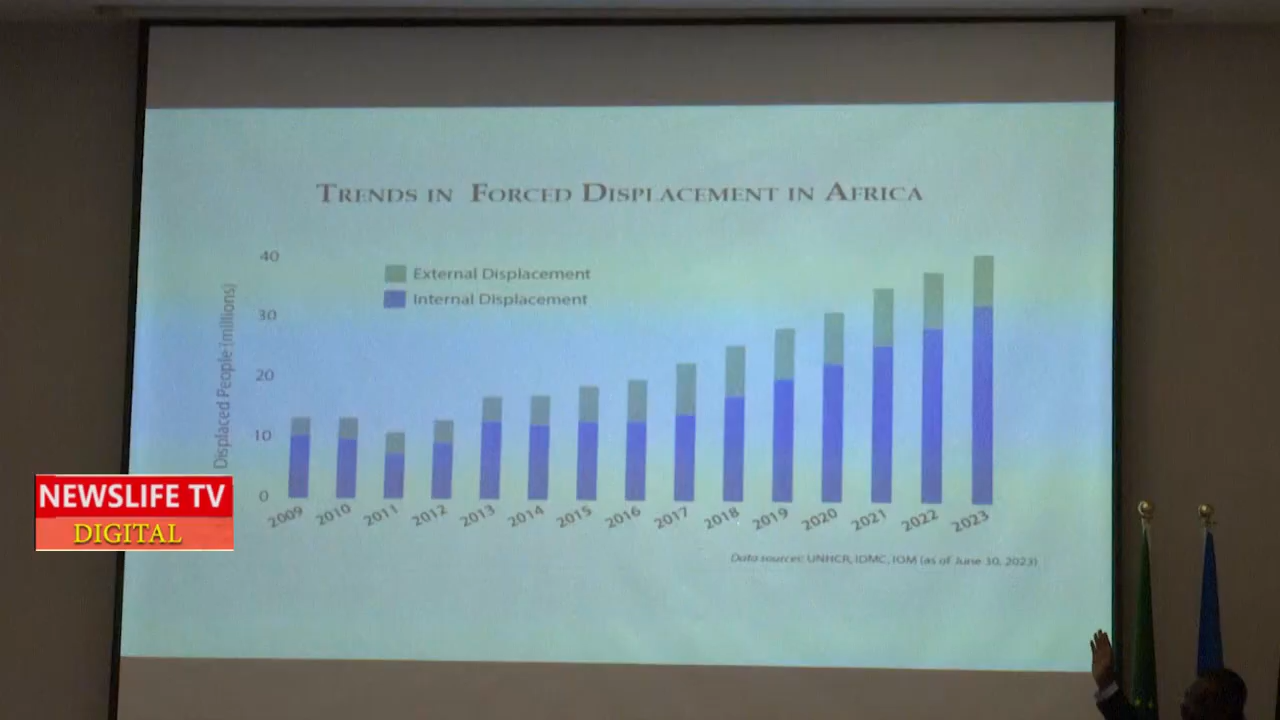 TRENDS IN FORCED DISPLACEMENT IN AFRICA
40
30
20
10
0
Displaced People (millions)
External Displacement
Internal Displacement
2009 2010 2011 2012 2013 2014 2015 2016 2017 2018 2019 2020 2021 2022 2023
Data sources: UNHCR, IDMC, IOM (as of June 30, 2023)
NEWSLIFE TV
DIGITAL